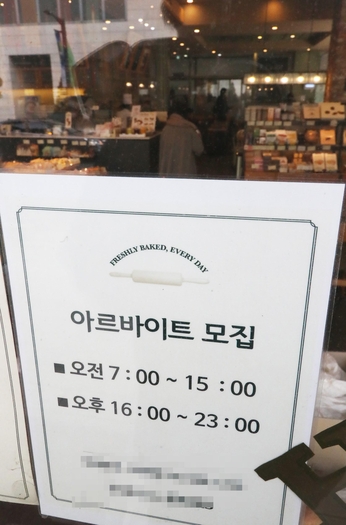 FRESHLY BAKED, EVERY DAY
아르바이트 모집
■ 오전 7 : 00 ~ 15 : 00
■ 오후 16 : 00 ~ 23 : 00